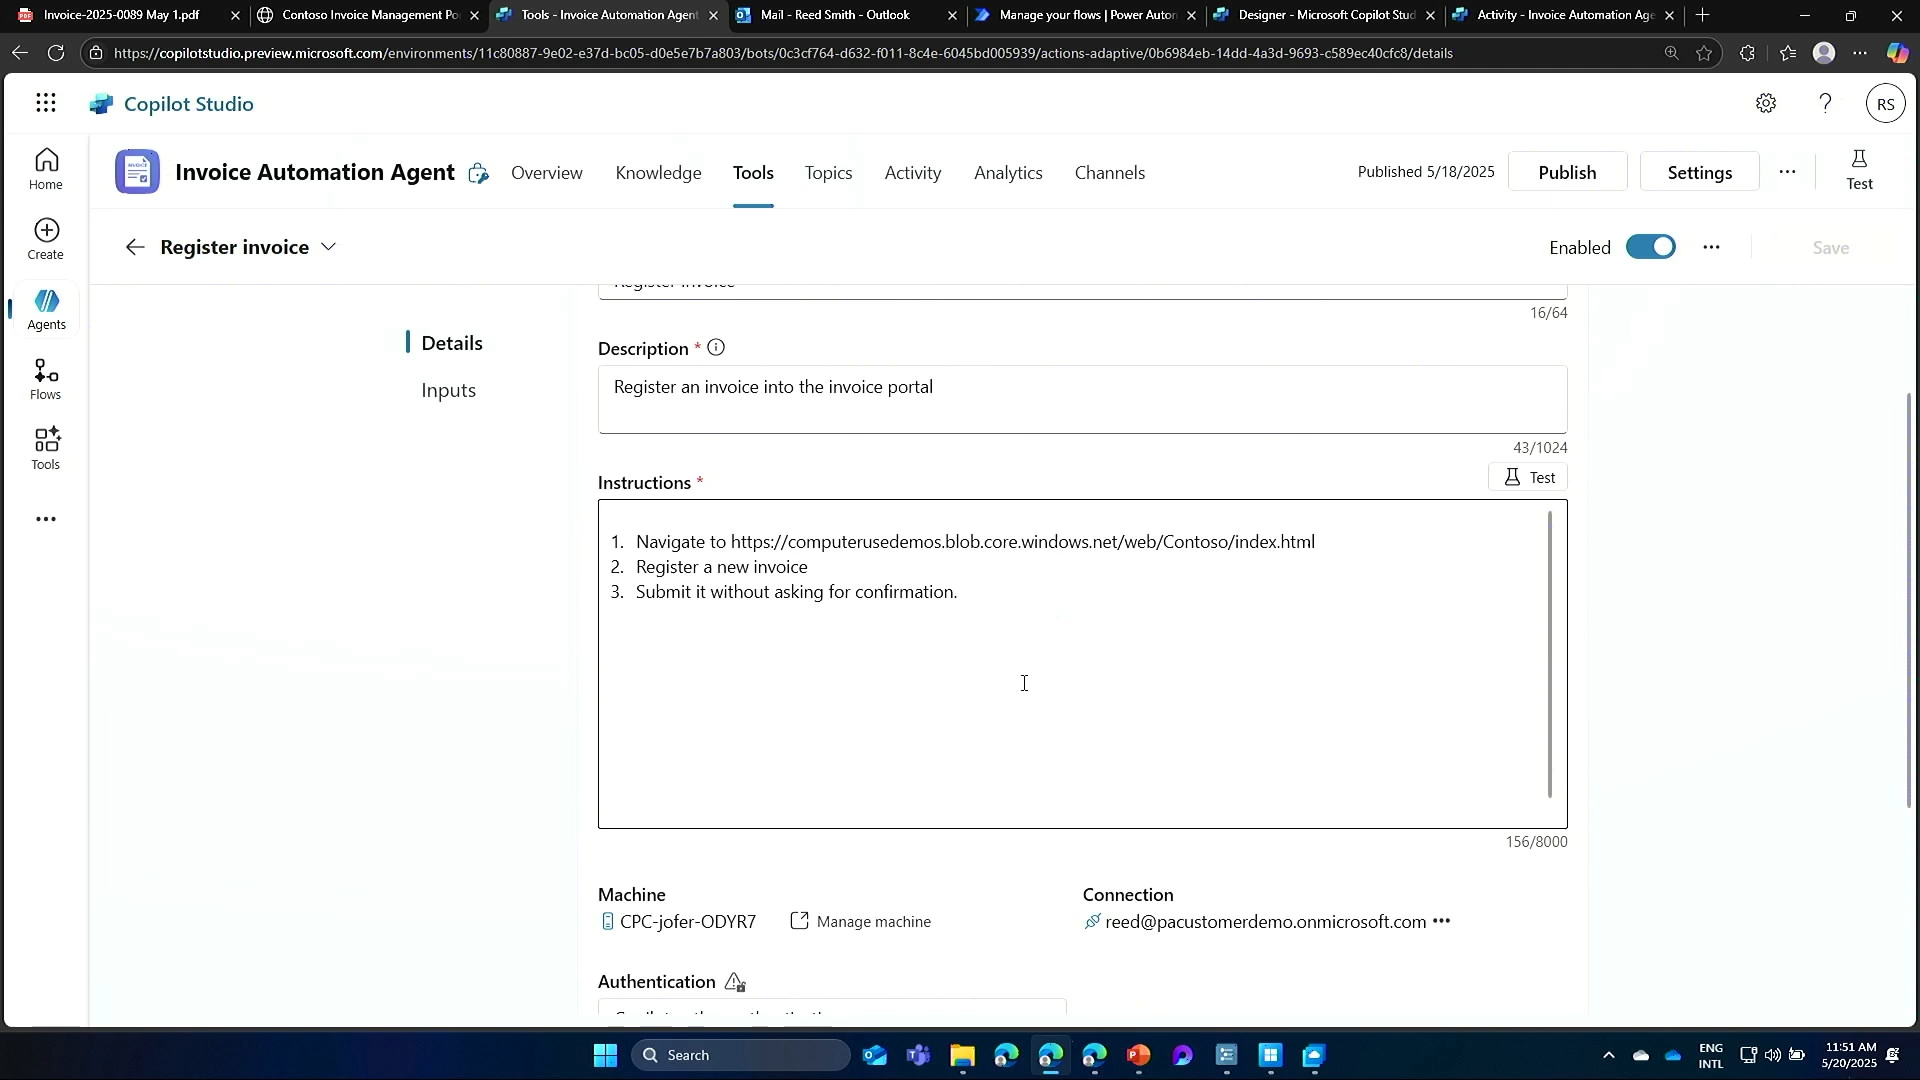 Invoice-2025-0089 May 1.pdf
Contoso Invoice Management Po
Tools - Invoice Automation Agent
Mail - Reed Smith - Outlook
Manage your flows | Power Auton
Designer - Microsoft Copilot Stud
Activity - Invoice Automation Age
https://copilotstudio.preview.microsoft.com/environments/11c80887-9e02-e37d-bc05-d0e5e7b7a803/bots/0c3cf764-d632-f011-8c4e-6045bd005939/actions-adaptive/0b6984eb-14dd-4a3d-9693-c589ec40cfc8/details
Copilot Studio
RS
Home
Create
Agents
Flows
Tools
INVOICE
Invoice Automation Agent
Overview
Knowledge
Tools
Topics
Activity
Analytics
Channels
Published 5/18/2025
Publish
Settings
Test
Register invoice
Enabled
Save
Details
Inputs
Register invoice
16/64
Description *
Register an invoice into the invoice portal
43/1024
Instructions *
Test
1. Navigate to https://computerusedemos.blob.core.windows.net/web/Contoso/index.html
2. Register a new invoice
3. Submit it without asking for confirmation.
156/8000
Machine
CPC-jofer-ODYR7
Manage machine
Connection
reed@pacustomerdemo.onmicrosoft.com
Authentication
Search
ENG
INTL
11:51 AM
5/20/2025